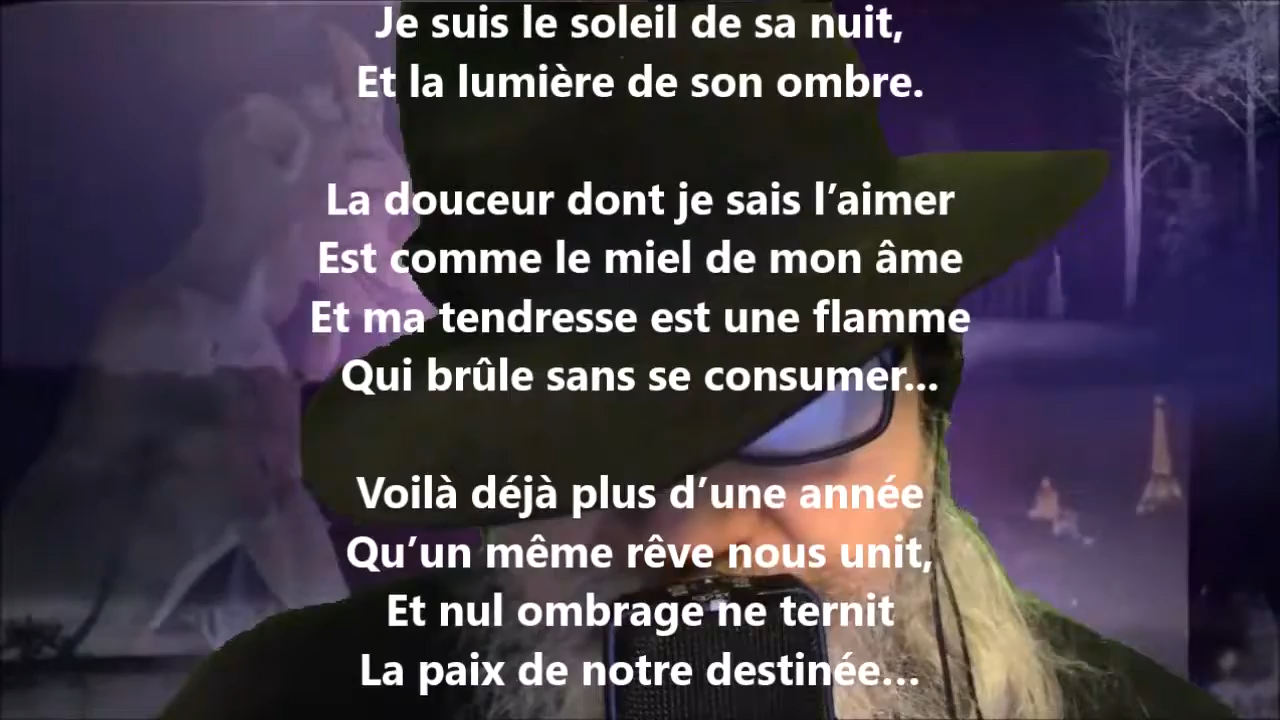 Je suis le soleil de sa nuit,
Et la lumière de son ombre.
La douceur dont je sais l’aimer
Est comme le miel de mon âme
Et ma tendresse est une flamme
Qui brûle sans se consumer...
Voilà déjà plus d’une année
Qu’un même rêve nous unit,
Et nul ombrage ne ternit
La paix de notre destinée...